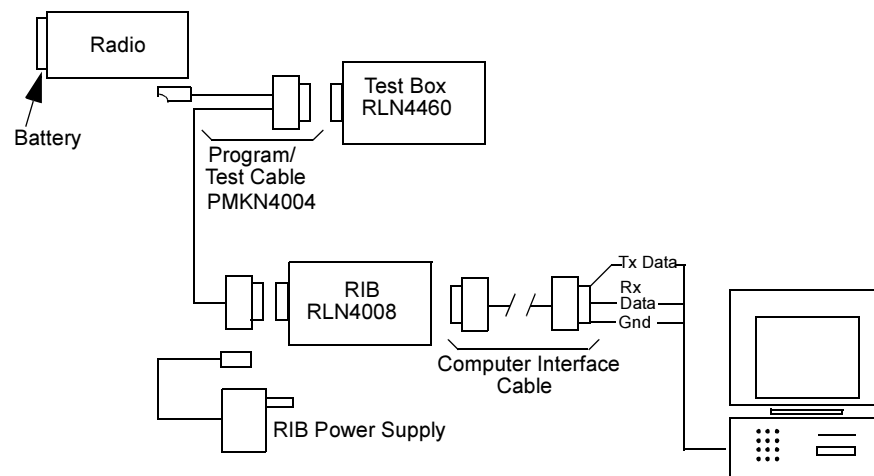 Radio
Battery
Test Box
RLN4460
Program/
Test Cable
PMKN4004
RIB
RLN4008
Tx Data
Rx
Data
Gnd
Computer Interface
Cable
RIB Power Supply